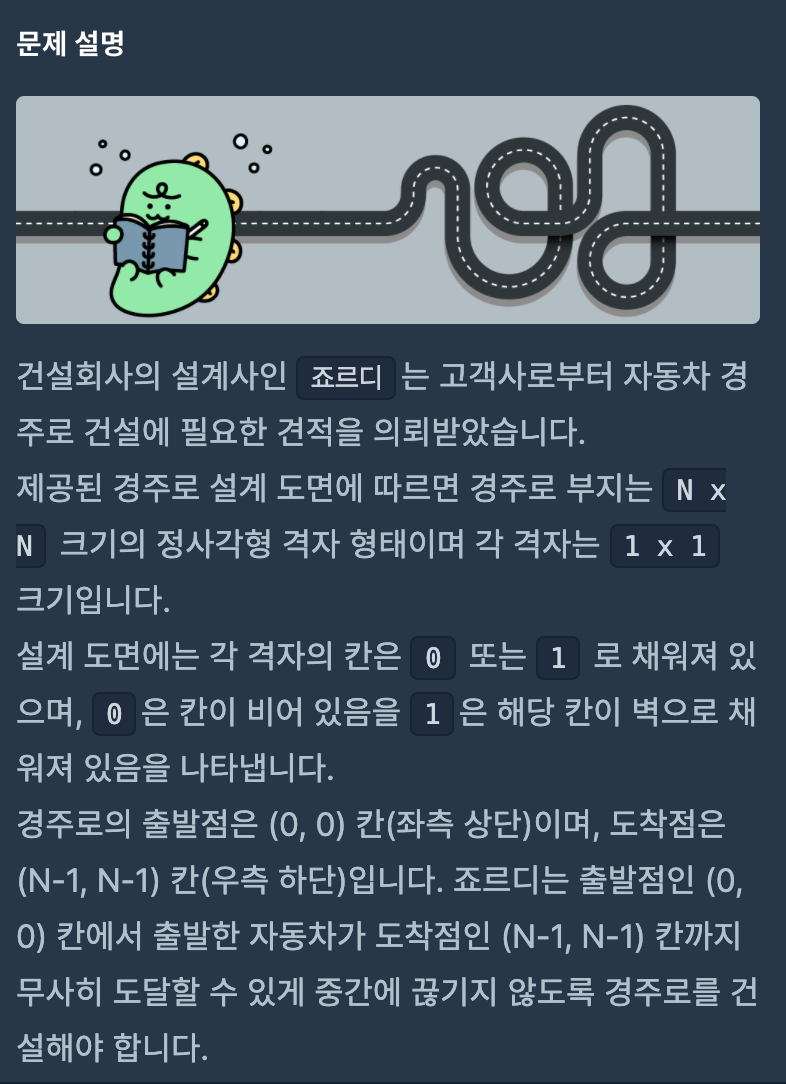 문제 설명
건설회사의 설계사인 죠르디 는 고객사로부터 자동차 경
주로 건설에 필요한 견적을 의뢰받았습니다.
제공된 경주로 설계 도면에 따르면 경주로 부지는 N x
N 크기의 정사각형 격자 형태이며 각 격자는 1 x 1
크기입니다.
설계 도면에는 각 격자의 칸은 0 또는 1 로 채워져 있
으며, 0 은 칸이 비어 있음을 1 은 해당 칸이 벽으로 채
워져 있음을 나타냅니다.
경주로의 출발점은 (0, 0) 칸(좌측 상단)이며, 도착점은
(N-1, N-1) 칸(우측 하단)입니다. 죠르디는 출발점인 (0,
0) 칸에서 출발한 자동차가 도착점인 (N-1, N-1) 칸까지
무사히 도달할 수 있게 중간에 끊기지 않도록 경주로를 건
설해야 합니다.